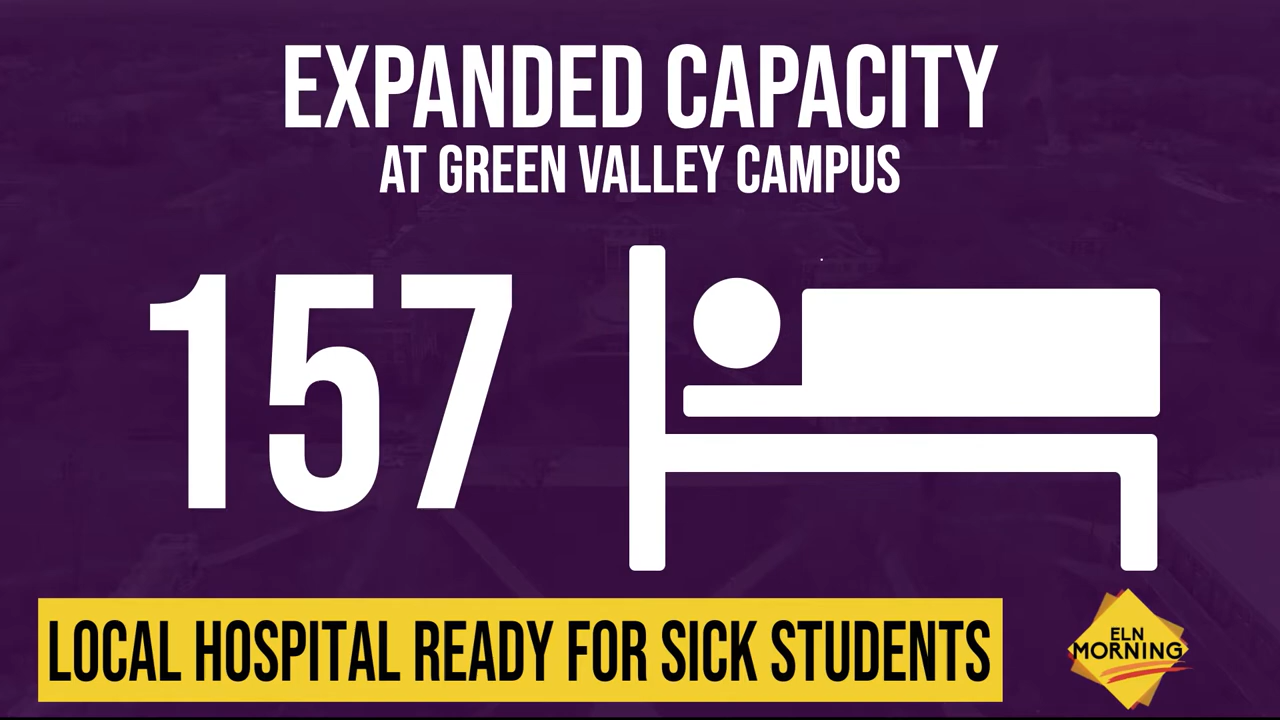 EXPANDED CAPACITY
AT GREEN VALLEY CAMPUS
157
LOCAL HOSPITAL READY FOR SICK STUDENTS
ELN
MORNING